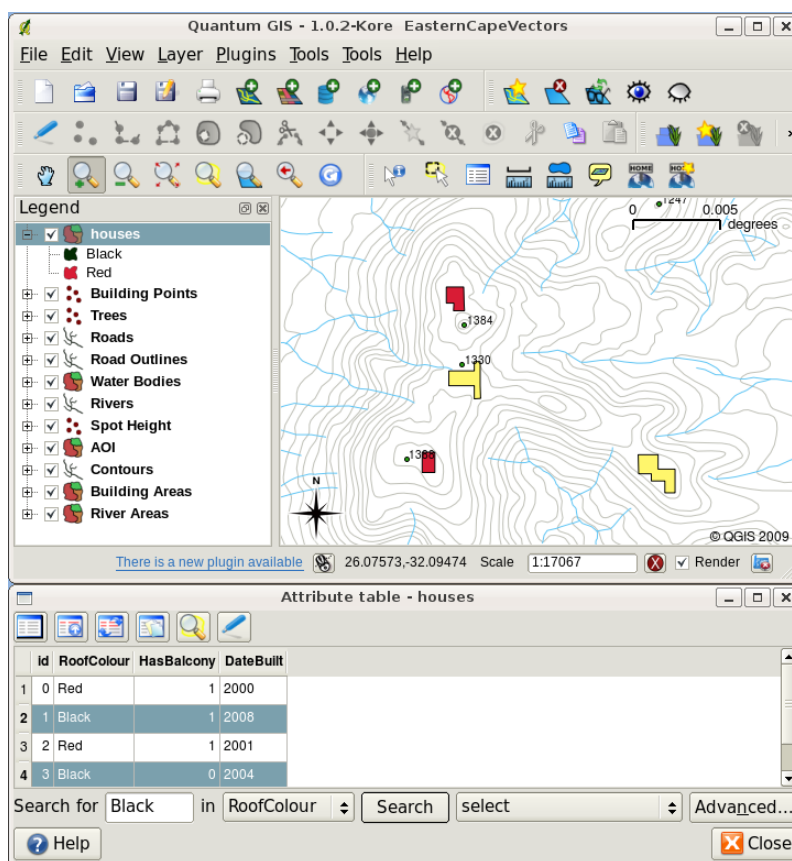 Quantum GIS - 1.0.2-Kore EasternCapeVectors
File Edit View Layer Plugins Tools Tools Help
HOME HO
Legend
houses
Black
Red
Building Points
Trees
Roads
Road Outlines
Water Bodies
Rivers
Spot Height
AOI
Contours
Building Areas
River Areas
1247
0 0.005
degrees
1384
1330
N
© QGIS 2009
There is a new plugin available 26.07573,-32.09474 Scale 1:17067 Render
Attribute table - houses
id RoofColour HasBalcony DateBuilt
1 0 Red 1 2000
2 1 Black 1 2008
3 2 Red 1 2001
4 3 Black 0 2004
Search for Black in RoofColour Search select Advanced...
Help Close